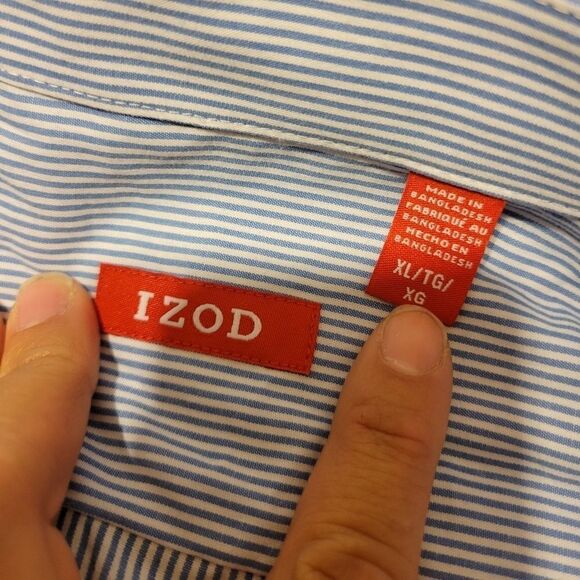 IZOD
MADE IN
BANGLADESH
FABRIQUÉ AU
BANGLADESH
HECHO EN
BANGLADESH
XL/TG/
XG